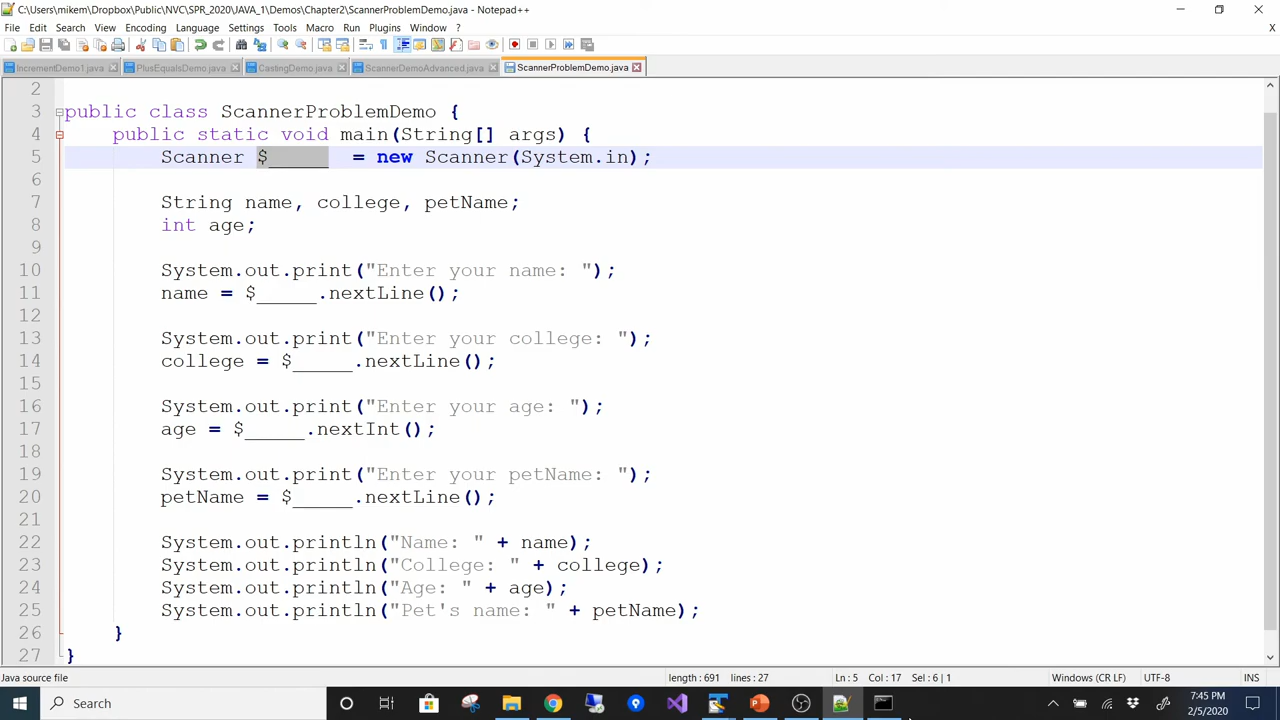 C:\Users\mikem\Dropbox\Public\NVC\SPR_2020\JAVA_1\Demos\Chapter2\ScannerProblemDemo.java - Notepad++
File Edit Search View Encoding Language Settings Tools Macro Run Plugins Window ?
IncrementDemo1.java PlusEqualsDemo.java CastingDemo.java ScannerDemoAdvanced.java ScannerProblemDemo.java
2
3 public class ScannerProblemDemo {
4 public static void main(String[] args) {
5 Scanner $_____ = new Scanner(System.in);
6
7 String name, college, petName;
8 int age;
9
10 System.out.print("Enter your name: ");
11 name = $_____.nextLine();
12
13 System.out.print("Enter your college: ");
14 college = $_____.nextLine();
15
16 System.out.print("Enter your age: ");
17 age = $_____.nextInt();
18
19 System.out.print("Enter your petName: ");
20 petName = $_____.nextLine();
21
22 System.out.println("Name: " + name);
23 System.out.println("College: " + college);
24 System.out.println("Age: " + age);
25 System.out.println("Pet's name: " + petName);
26 }
27 }
Java source file length : 691 lines : 27 Ln : 5 Col : 17 Sel : 6 | 1 Windows (CR LF) UTF-8 INS
Search 7:45 PM
2/5/2020